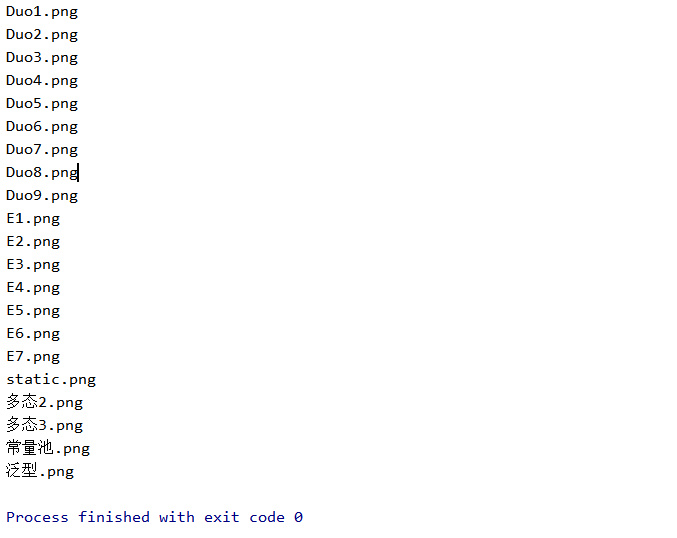 Duo1.png
Duo2.png
Duo3.png
Duo4.png
Duo5.png
Duo6.png
Duo7.png
Duo8.png
Duo9.png
E1.png
E2.png
E3.png
E4.png
E5.png
E6.png
E7.png
static.png
多态2.png
多态3.png
常量池.png
泛型.png
Process finished with exit code 0